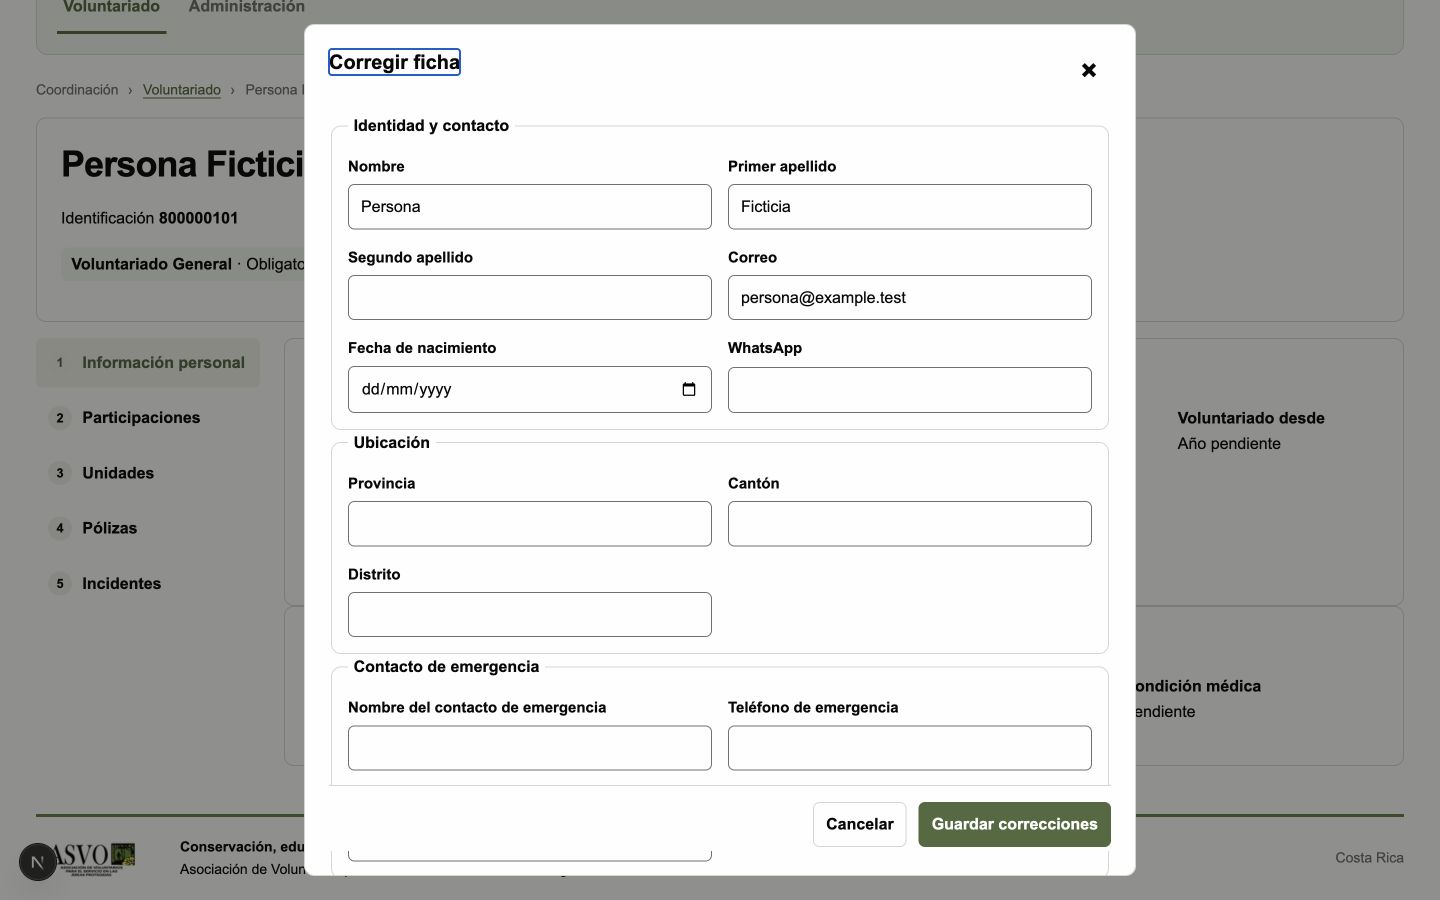 Voluntariado Administración
Corregir ficha
Coordinación › Voluntariado › Persona
Persona Fictici
Identificación 800000101
Voluntariado General · Obligato
1 Información personal
2 Participaciones
3 Unidades
4 Pólizas
5 Incidentes
Identidad y contacto
Nombre
Persona
Primer apellido
Ficticia
Segundo apellido
Correo
persona@example.test
Fecha de nacimiento
dd/mm/yyyy
WhatsApp
Ubicación
Provincia
Cantón
Distrito
Contacto de emergencia
Nombre del contacto de emergencia
Teléfono de emergencia
Cancelar
Guardar correcciones
Voluntariado desde
Año pendiente
ondición médica
endiente
N
ASVO
Conservación, edu
Asociación de Volun
Costa Rica